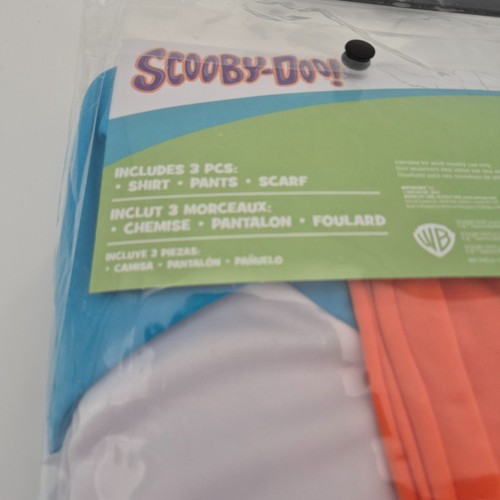 SCOOBY-DOO!
INCLUDES 3 PCS:
• SHIRT • PANTS • SCARF
INCLUT 3 MORCEAUX:
• CHEMISE • PANTALON • FOULARD
INCLUYE 3 PIEZAS:
• CAMISA • PANTALÓN • PAÑUELO
WB